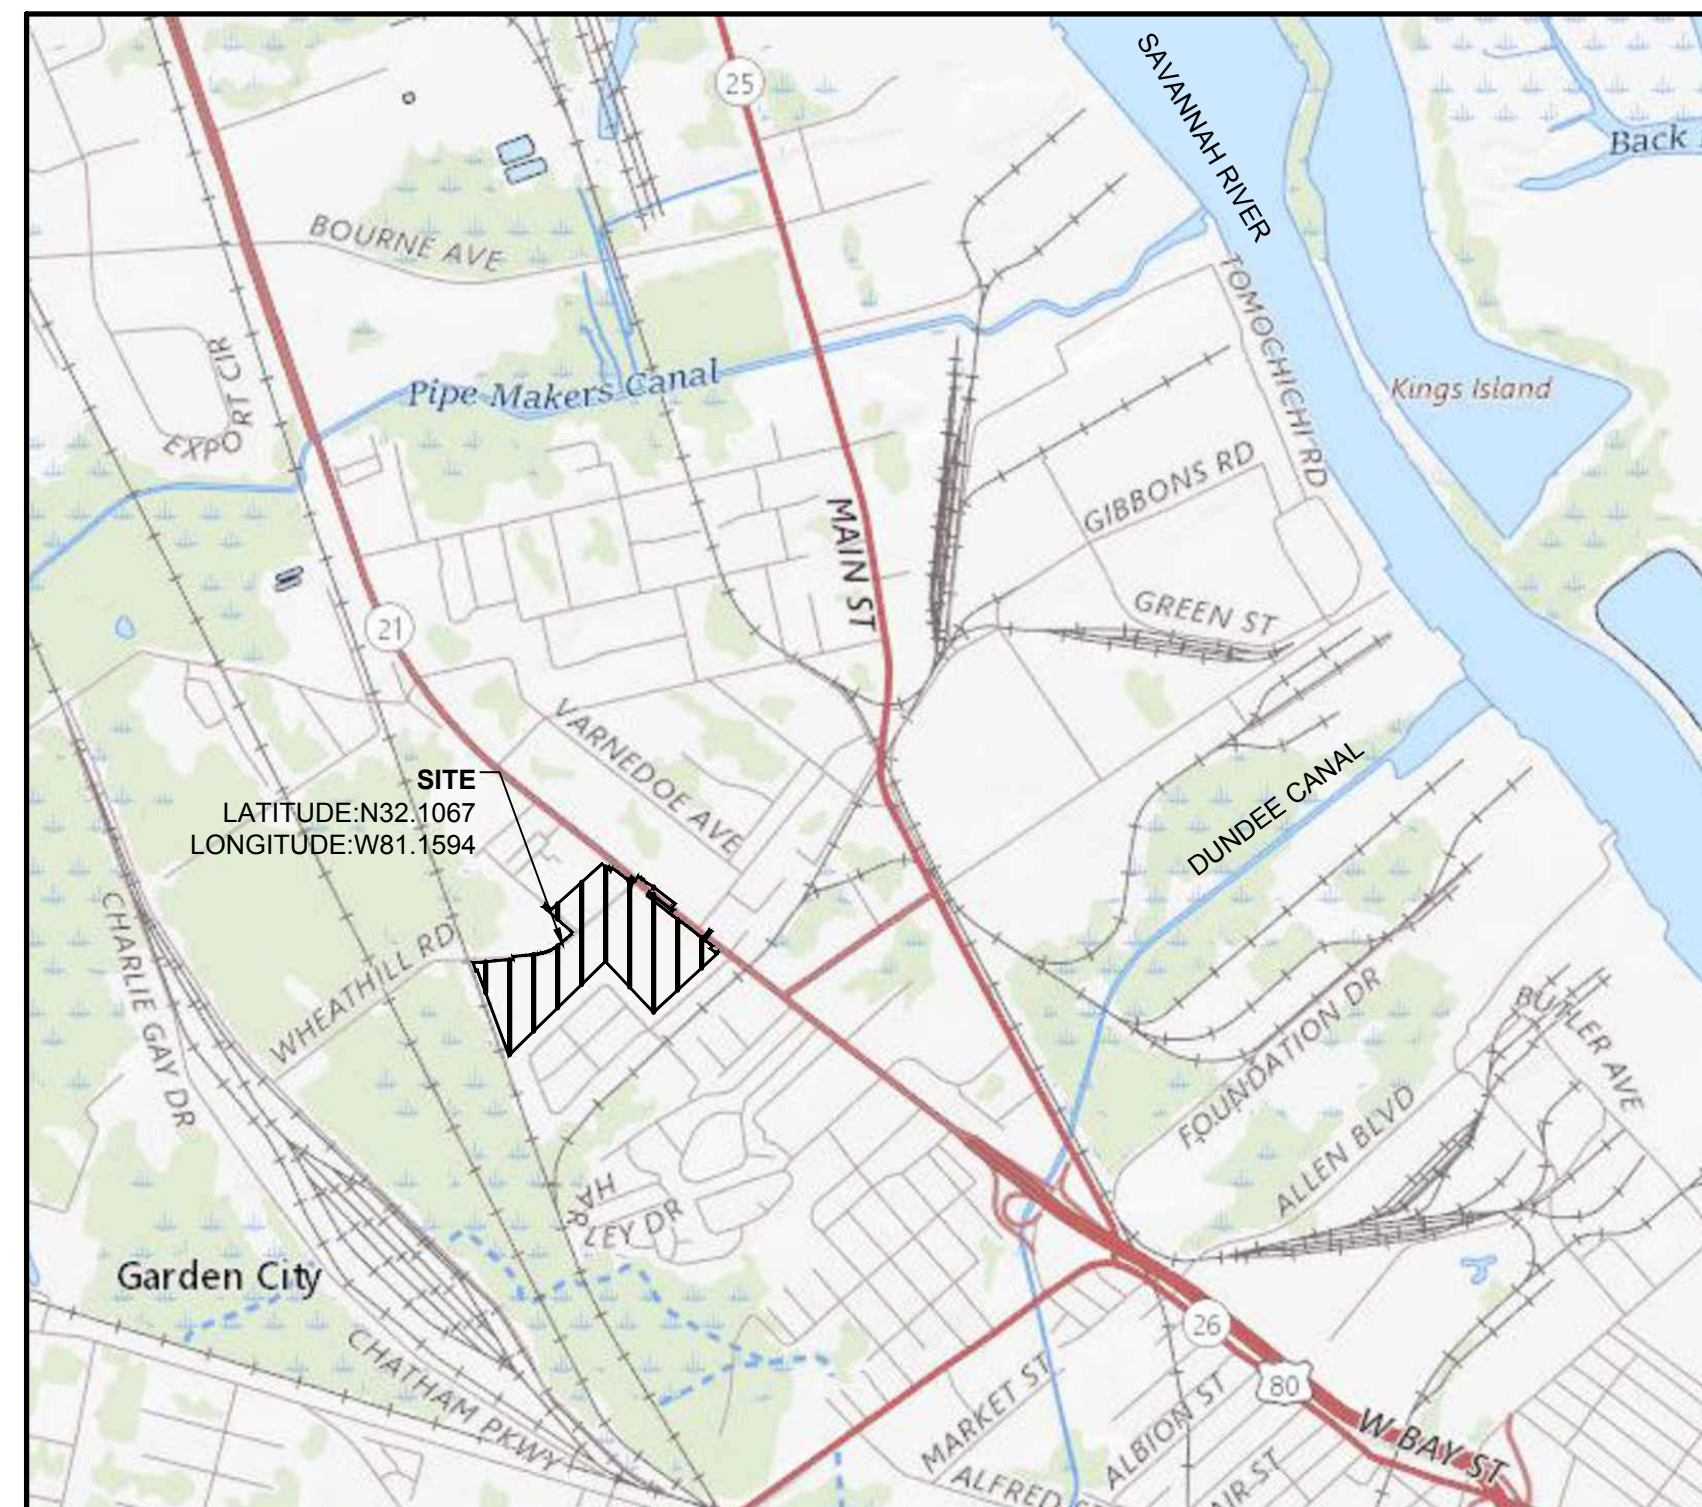 25
SAVANNAH RIVER
Back
BOURNE AVE
TOMOCHICHI RD
EXPORT CIR
Pipe Makers Canal
Kings Island
GIBBONS RD
MAIN ST
GREEN ST
21
VARNEDOE AVE
SITE
LATITUDE:N32.1067
LONGITUDE:W81.1594
DUNDEE CANAL
CHARLIE GAY DR
WHEATHILL RD
FOUNDATION DR
BUTLER AVE
ALLEN BLVD
HARLEY DR
Garden City
26
CHATHAM PKWY
80
MARKET ST
ALBION ST
W BAY ST
ALFRED